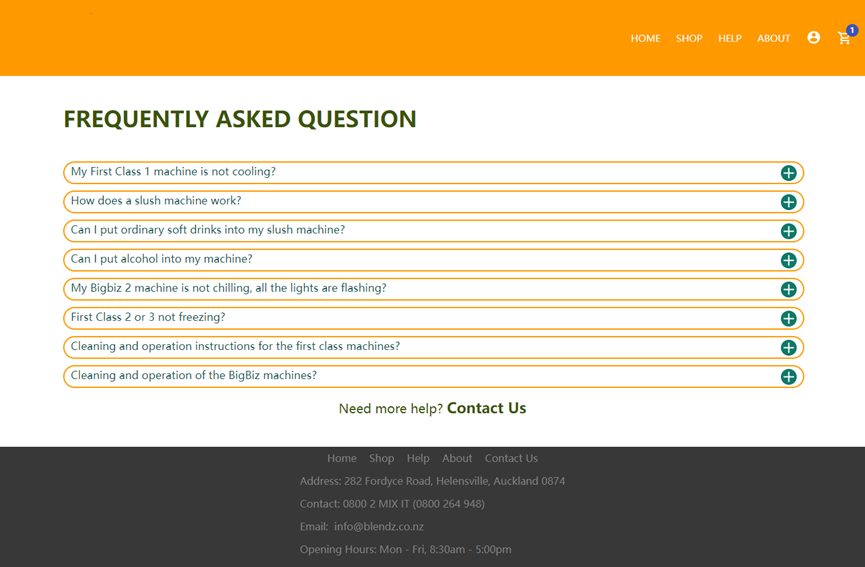 HOME SHOP HELP ABOUT 1
FREQUENTLY ASKED QUESTION
My First Class 1 machine is not cooling?
How does a slush machine work?
Can I put ordinary soft drinks into my slush machine?
Can I put alcohol into my machine?
My Bigbiz 2 machine is not chilling, all the lights are flashing?
First Class 2 or 3 not freezing?
Cleaning and operation instructions for the first class machines?
Cleaning and operation of the BigBiz machines?
Need more help? Contact Us
Home Shop Help About Contact Us
Address: 282 Fordyce Road, Helensville, Auckland 0874
Contact: 0800 2 MIX IT (0800 264 948)
Email: info@blendz.co.nz
Opening Hours: Mon - Fri, 8:30am - 5:00pm